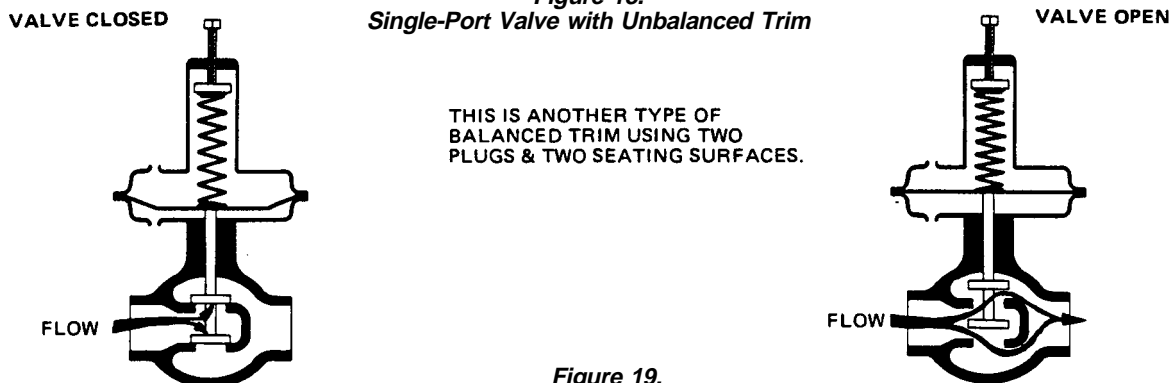 VALVE CLOSED
Single-Port Valve with Unbalanced Trim
VALVE OPEN
THIS IS ANOTHER TYPE OF
BALANCED TRIM USING TWO
PLUGS & TWO SEATING SURFACES.
FLOW
FLOW
Figure 19.